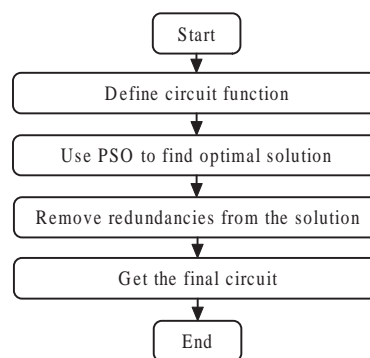 Start
Define circuit function
Use PSO to find optimal solution
Remove redundancies from the solution
Get the final circuit
End